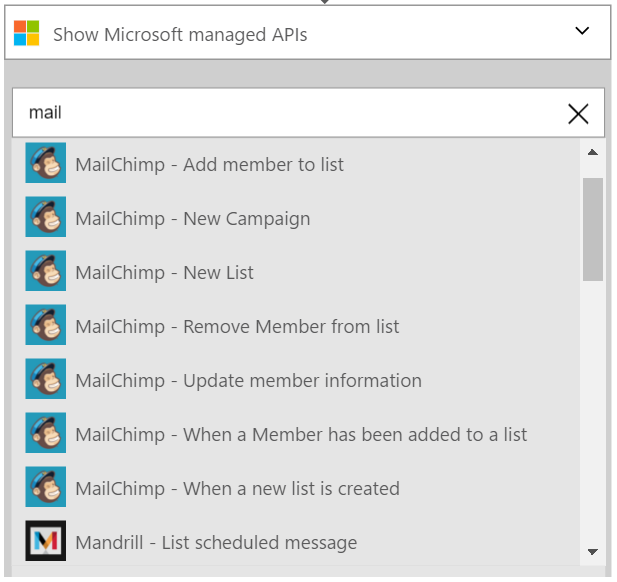 Show Microsoft managed APIs
mail
MailChimp - Add member to list
MailChimp - New Campaign
MailChimp - New List
MailChimp - Remove Member from list
MailChimp - Update member information
MailChimp - When a Member has been added to a list
MailChimp - When a new list is created
Mandrill - List scheduled message